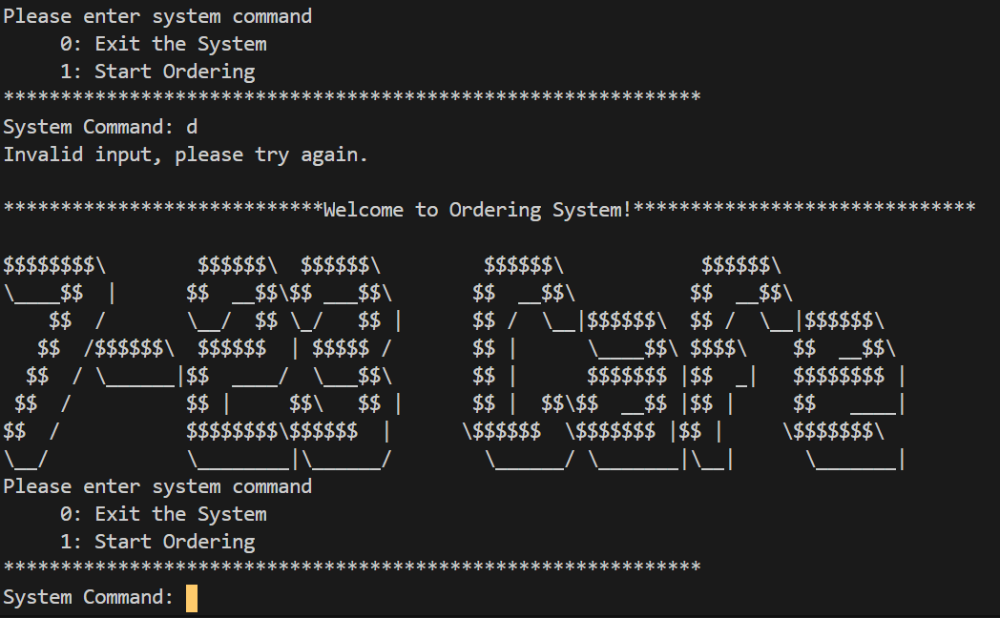 Please enter system command
     0: Exit the System
     1: Start Ordering
*************************************************************
System Command: d
Invalid input, please try again.
****************************Welcome to Ordering System!******************************
$$$$$$$$\        $$$$$$\  $$$$$$\         $$$$$$\            $$$$$$\
\____$$  |      $$  __$$\$$ ___$$\       $$  __$$\          $$  __$$\
    $$  /       \__/  $$ \_/   $$ |      $$ /  \__|$$$$$$\  $$ /  \__|$$$$$$\
   $$  /$$$$$$\  $$$$$$  | $$$$$ /       $$ |      \____$$\ $$$$\    $$  __$$\
  $$  / \______|$$  ____/  \___$$\       $$ |      $$$$$$$ |$$  _|   $$$$$$$$ |
 $$  /          $$ |     $$\   $$ |      $$ |  $$\$$  __$$ |$$ |     $$   ____|
$$  /           $$$$$$$$\$$$$$$  |      \$$$$$$  \$$$$$$$ |$$ |     \$$$$$$$\
\__/            \________|\______/        \______/ \_______|\__|      \_______|
Please enter system command
     0: Exit the System
     1: Start Ordering
*************************************************************
System Command: